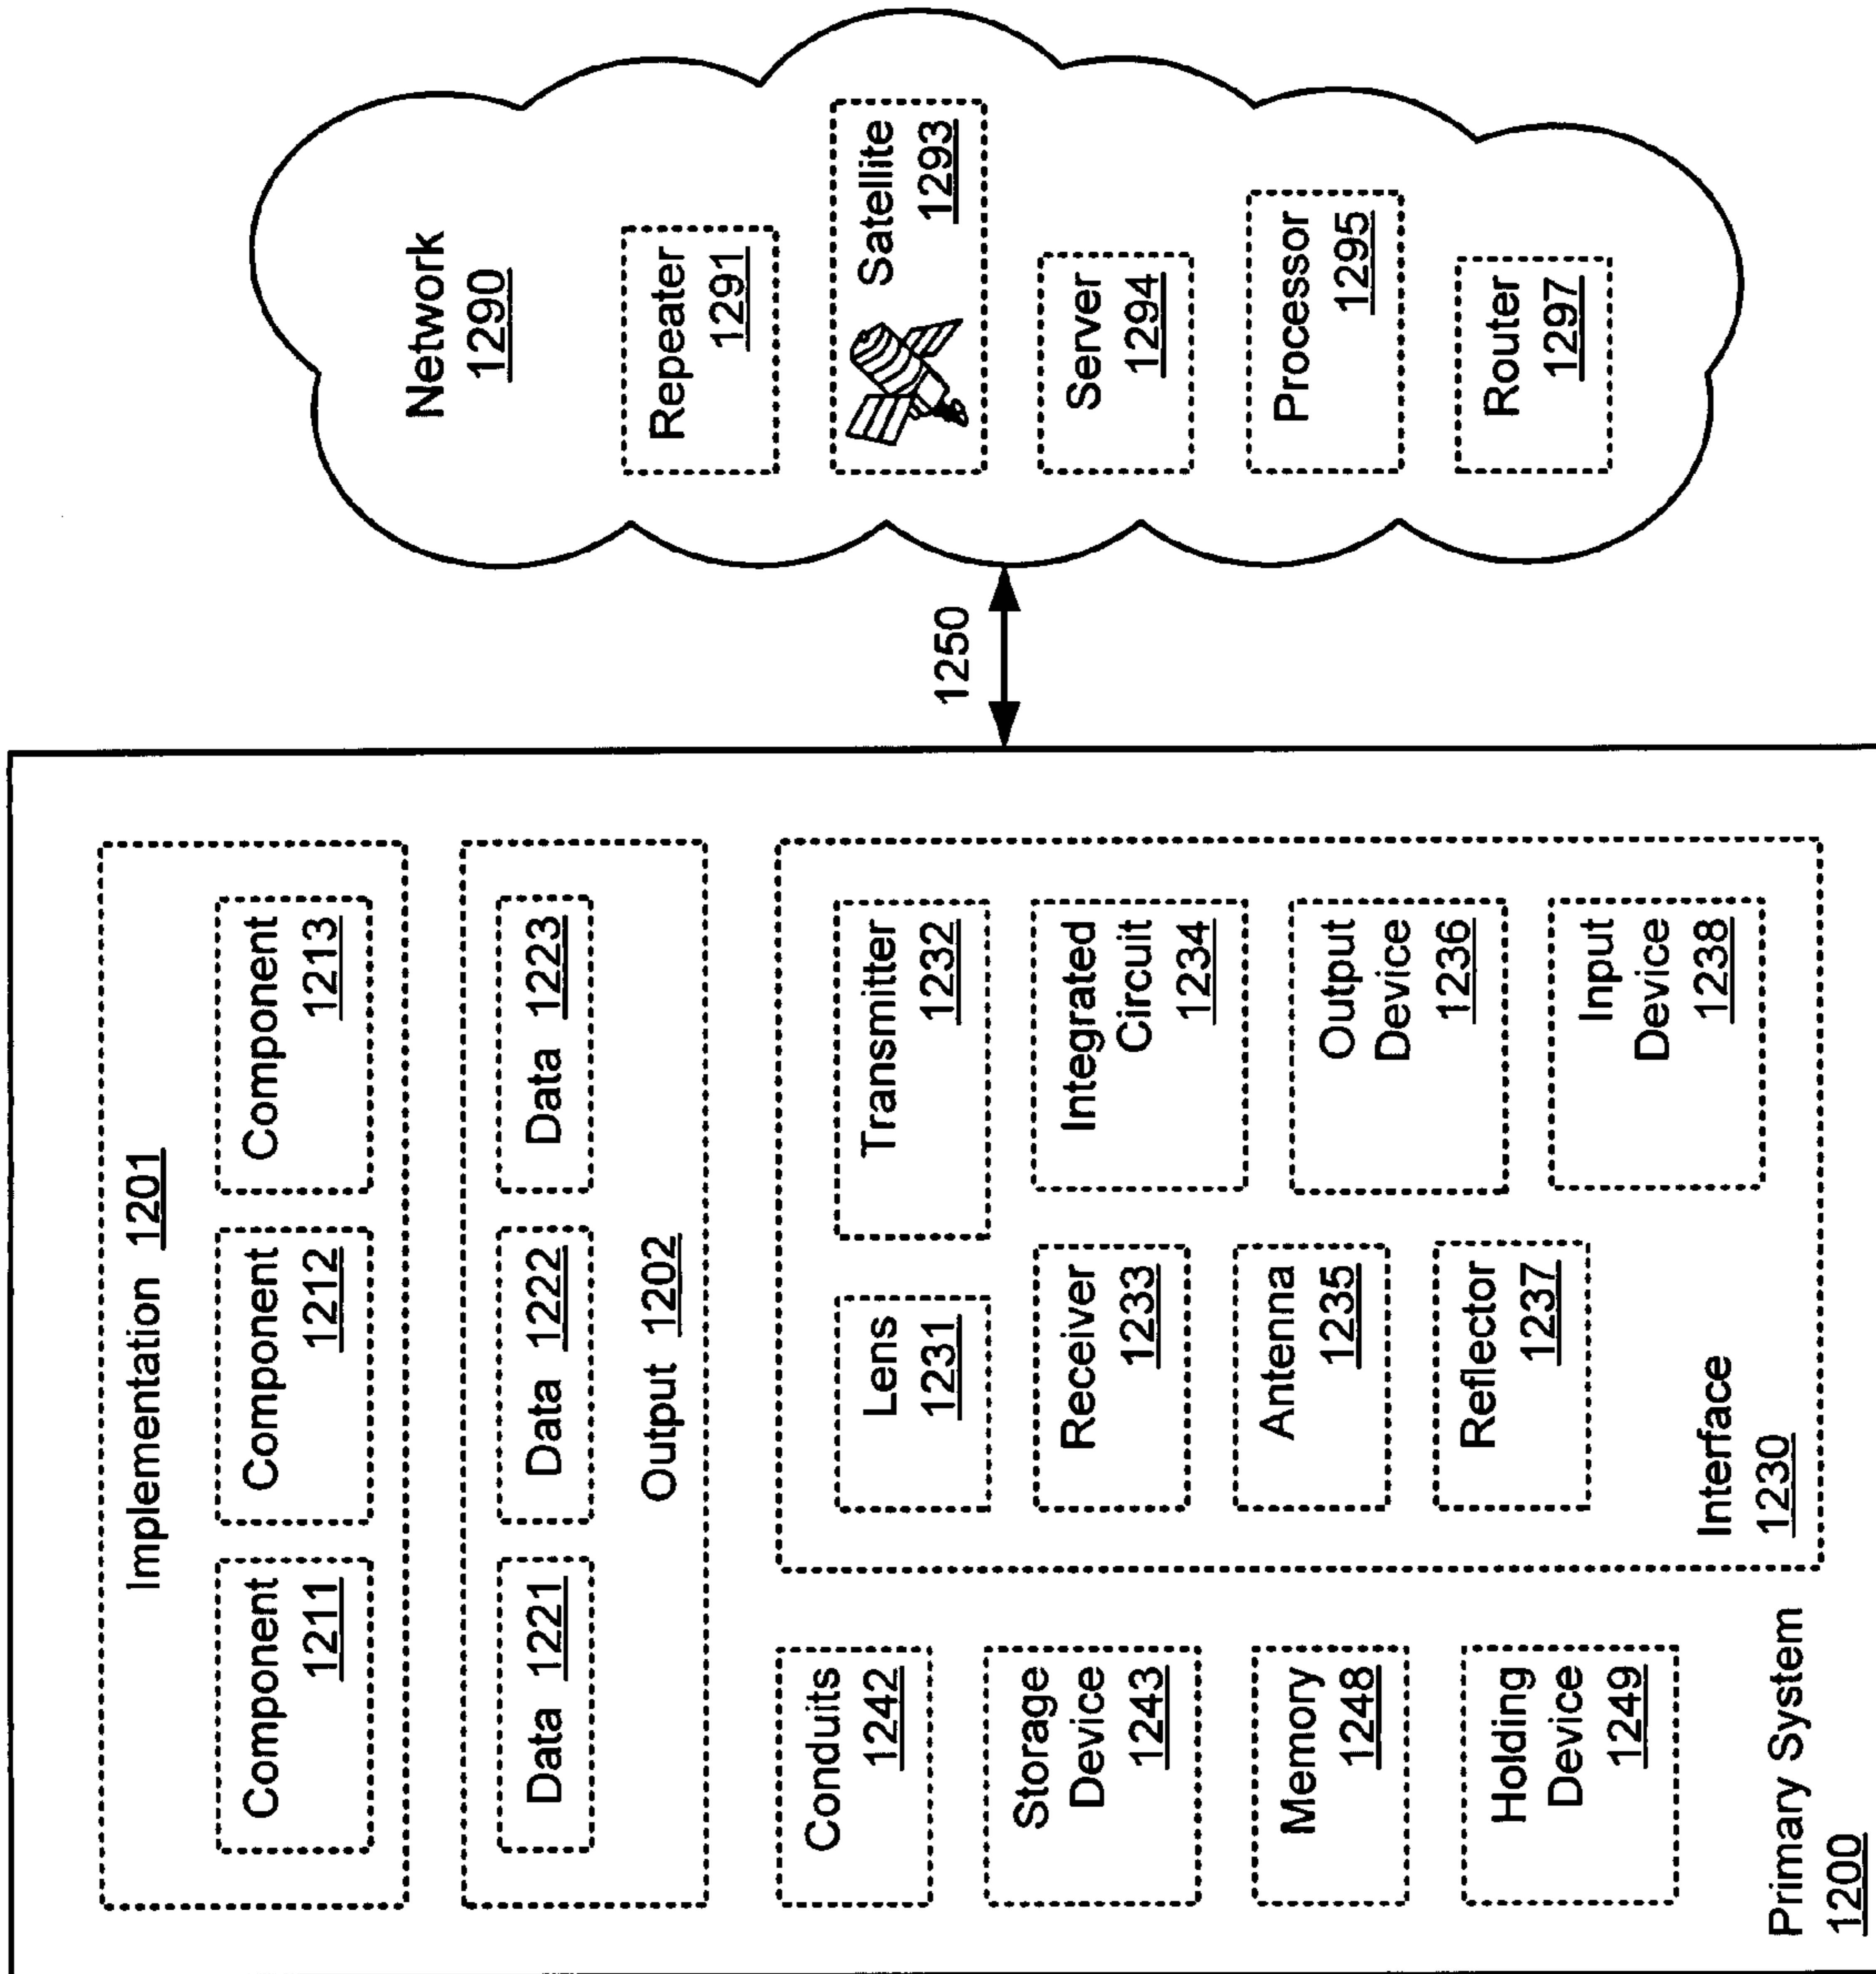 Implementation 1201
Component
1211
Component
1212
Component
1213
Data 1221
Data 1222
Data 1223
Output 1202
Conduits
1242
Storage
Device
1243
Memory
1248
Holding
Device
1249
Lens
1231
Transmitter
1232
Receiver
1233
Integrated
Circuit
1234
Antenna
1235
Output
Device
1236
Reflector
1237
Input
Device
1238
Interface
1230
Primary System
1200
1250
Network
1290
Repeater
1291
Satellite
1293
Server
1294
Processor
1295
Router
1297